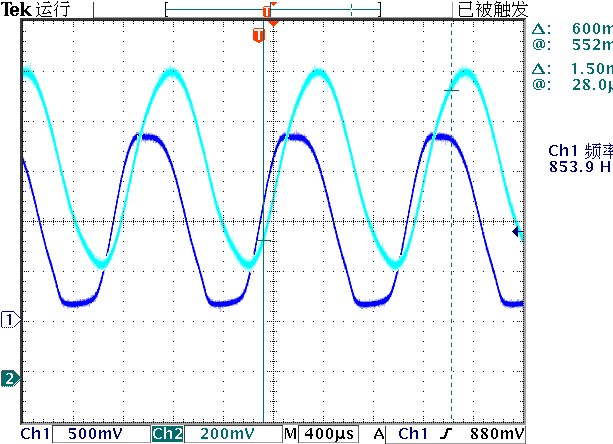 Tek 运行 已被触发
T
T
Δ: 600m
@: 552m
Δ: 1.50m
@: 28.0µ
Ch1 频率
853.9 H
1
2
Ch1 500mV Ch2 200mV M 400µs A Ch1 880mV